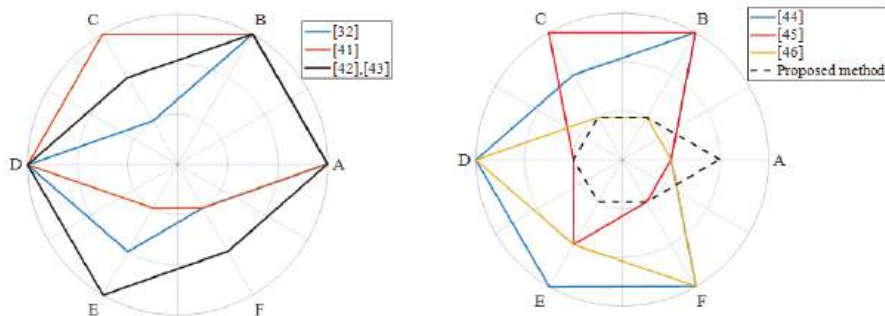 C
B
[32]
[41]
[42],[43]
D
A
E
F
C
B
[44]
[45]
[46]
Proposed method
D
A
E
F